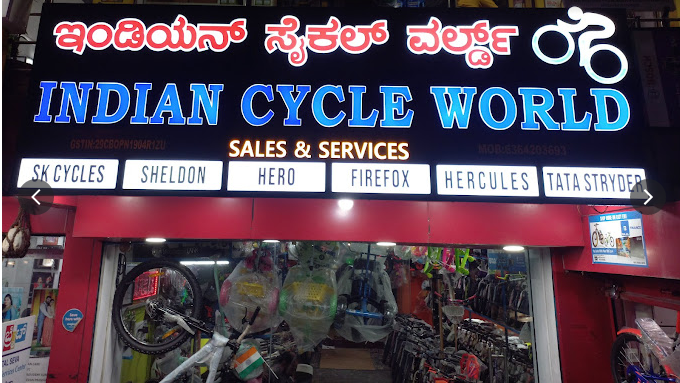 ಇಂಡಿಯನ್ ಸೈಕಲ್ ವರ್ಲ್ಡ್
INDIAN CYCLE WORLD
SALES & SERVICES
SK CYCLES
SHELDON
HERO
FIREFOX
HERCULES
TATA STRYDER